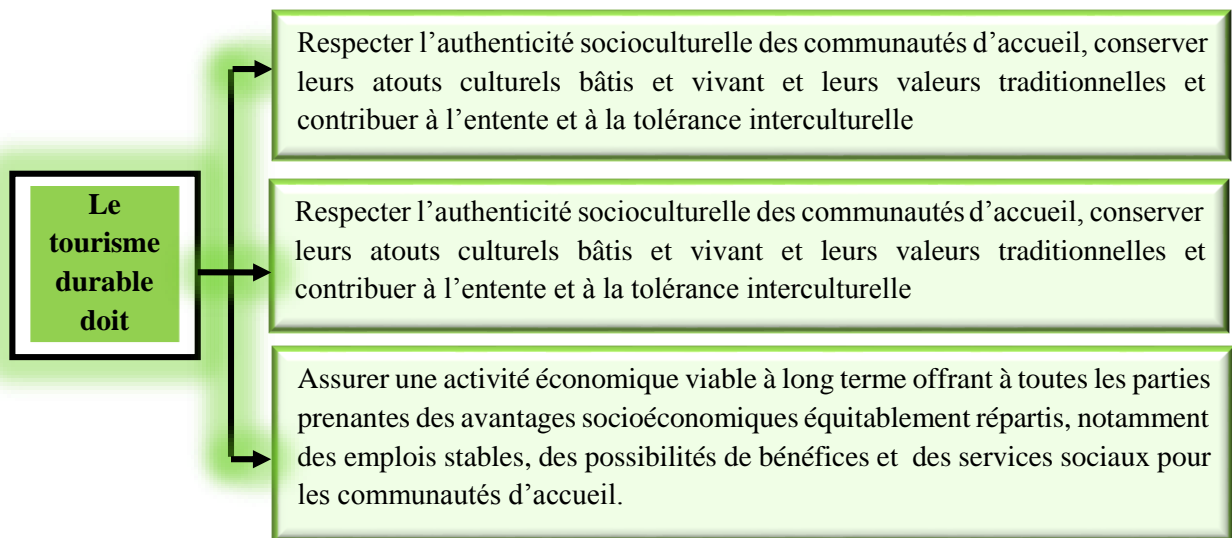 Respecter l’authenticité socioculturelle des communautés d’accueil, conserver
leurs atouts culturels bâtis et vivant et leurs valeurs traditionnelles et
contribuer à l’entente et à la tolérance interculturelle
Le
tourisme
durable
doit
Respecter l’authenticité socioculturelle des communautés d’accueil, conserver
leurs atouts culturels bâtis et vivant et leurs valeurs traditionnelles et
contribuer à l’entente et à la tolérance interculturelle
Assurer une activité économique viable à long terme offrant à toutes les parties
prenantes des avantages socioéconomiques équitablement répartis, notamment
des emplois stables, des possibilités de bénéfices et des services sociaux pour
les communautés d’accueil.